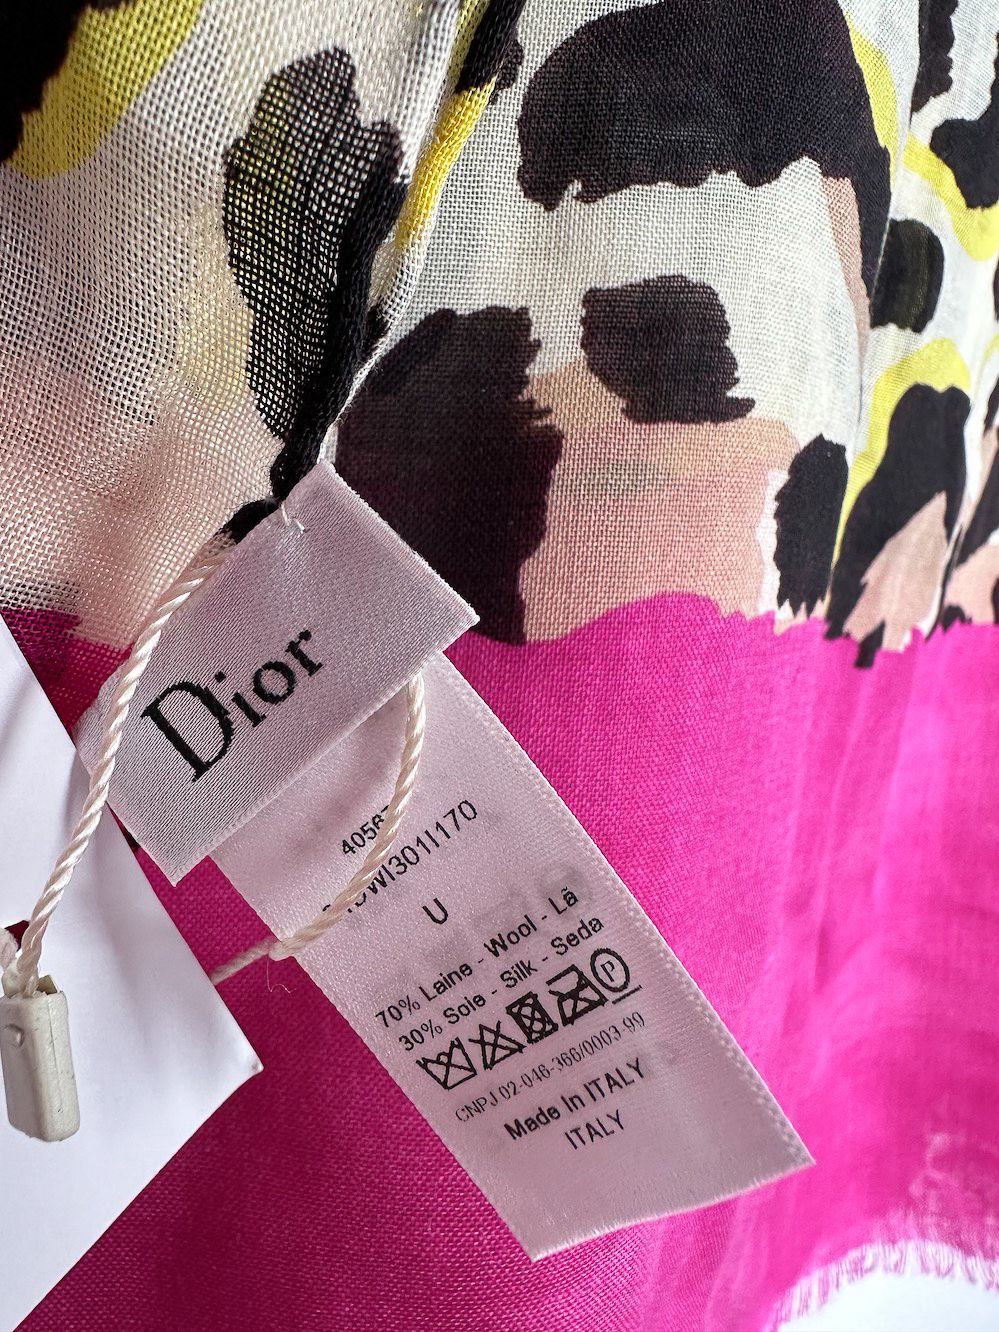 Dior
U
70% Laine - Wool - Lã
30% Soie - Silk - Seda
CNPJ 02-046-366/0003-99
Made In ITALY
ITALY